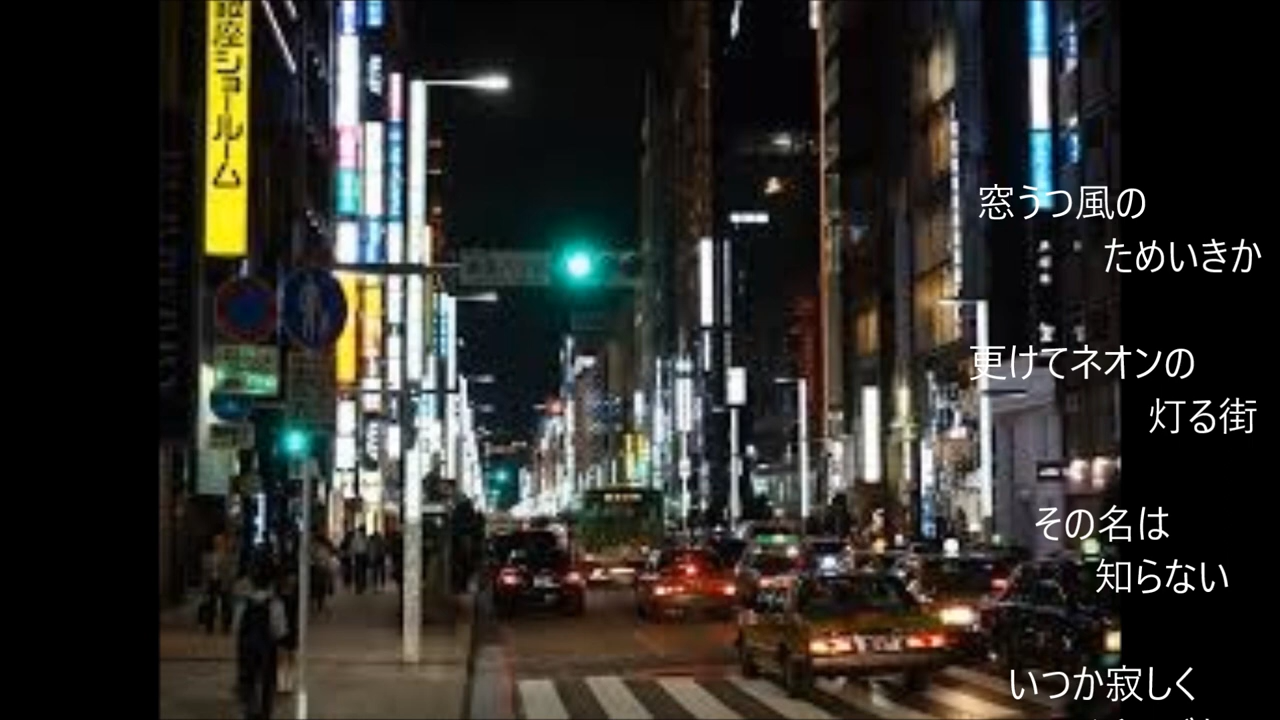 座ショールーム
窓うつ風の
ためいきか
更けてネオンの
灯る街
その名は
知らない
いつか寂しく